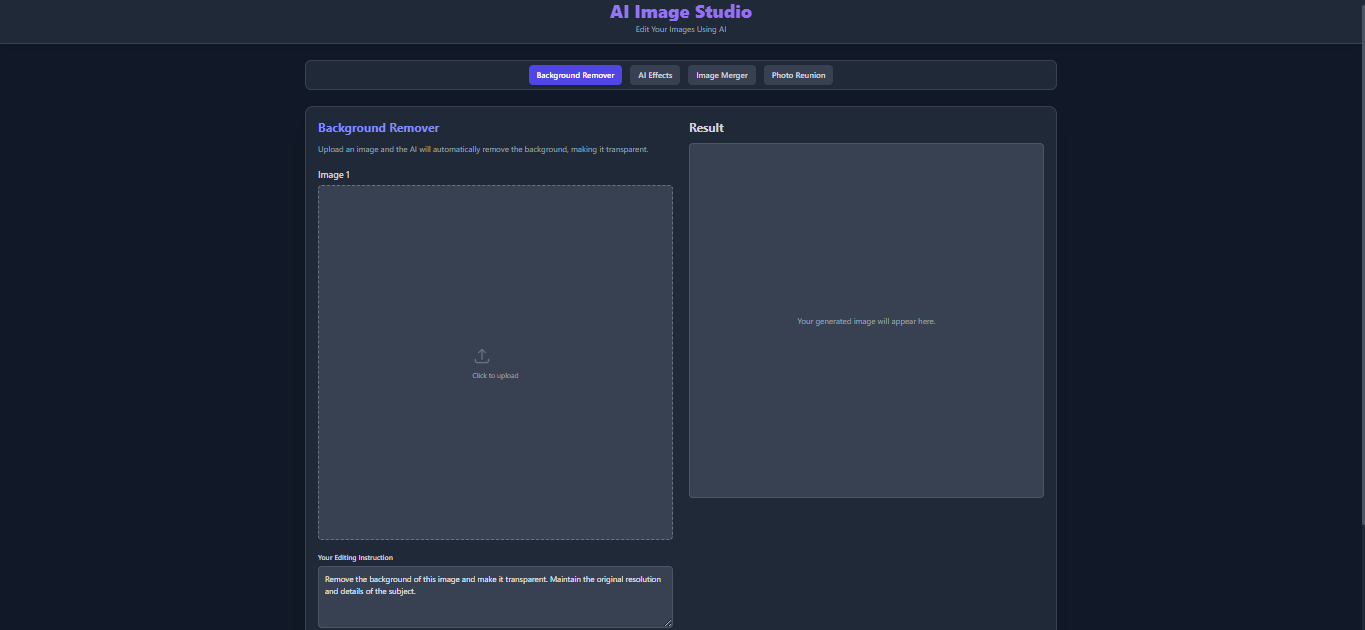 AI Image Studio
Edit Your Images Using AI
Background Remover
AI Effects
Image Merger
Photo Reunion
Background Remover
Upload an image and the AI will automatically remove the background, making it transparent.
Image 1
Click to upload
Your Editing Instruction
Remove the background of this image and make it transparent. Maintain the original resolution
and details of the subject.
Result
Your generated image will appear here.